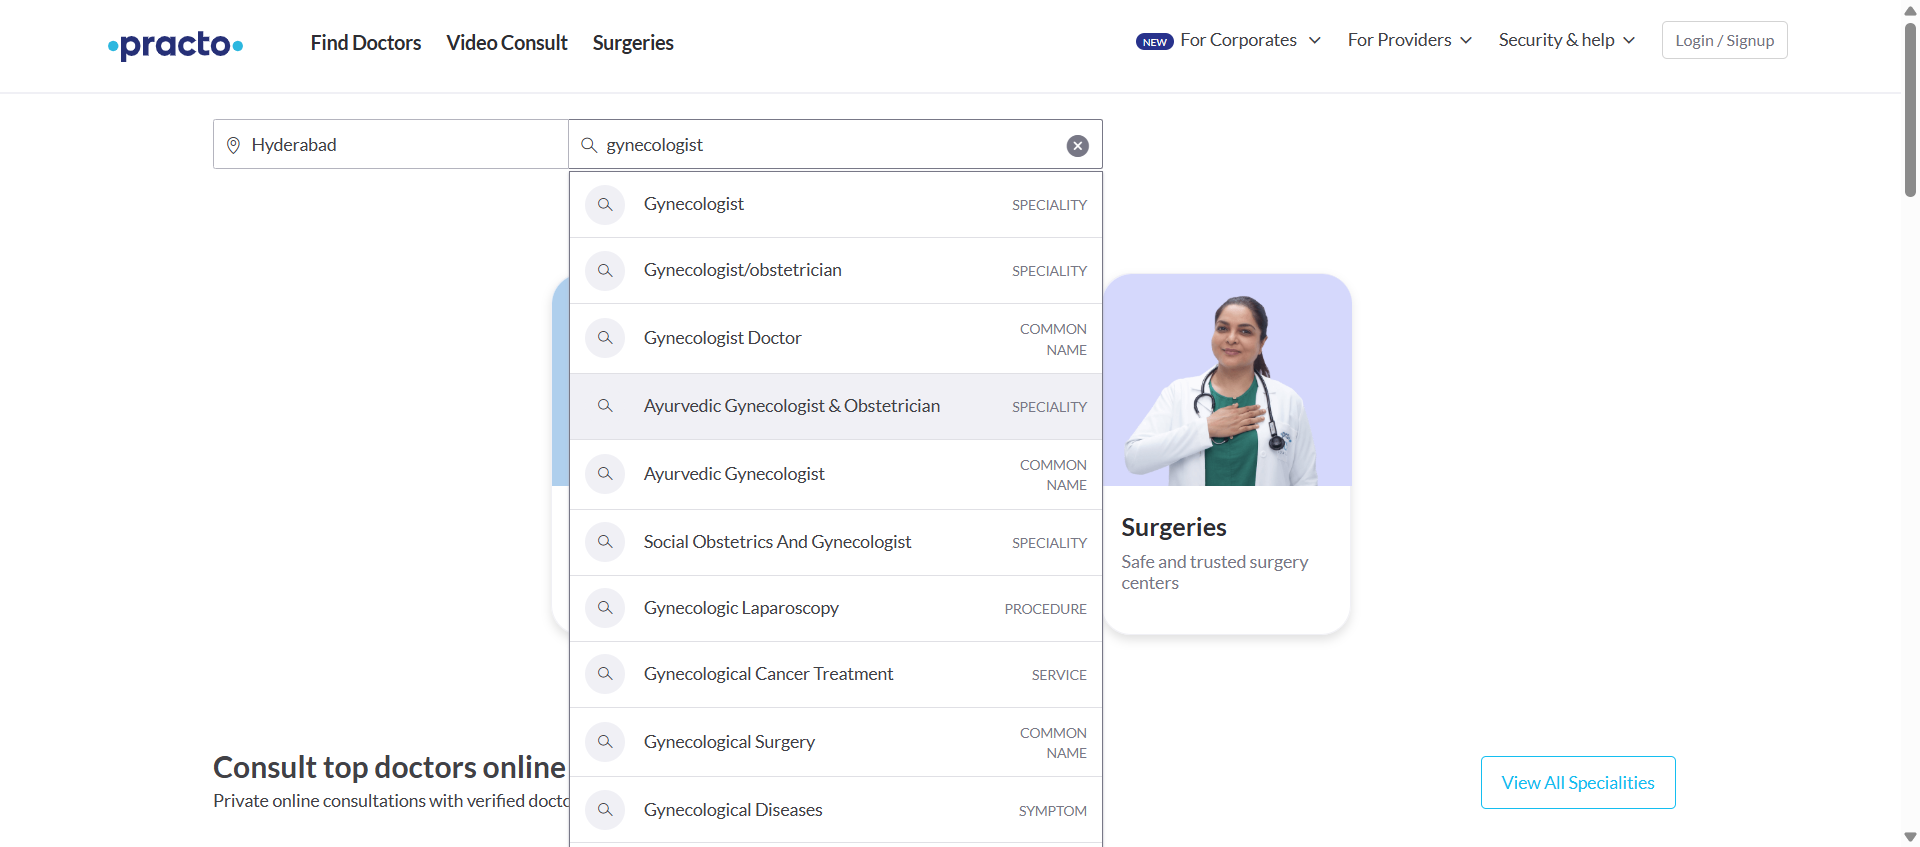 practo
Find Doctors
Video Consult
Surgeries
NEW For Corporates
For Providers
Security & help
Login / Signup
Hyderabad
gynecologist
Gynecologist SPECIALITY
Gynecologist/obstetrician SPECIALITY
Gynecologist Doctor COMMON NAME
Ayurvedic Gynecologist & Obstetrician SPECIALITY
Ayurvedic Gynecologist COMMON NAME
Social Obstetrics And Gynecologist SPECIALITY
Gynecologic Laparoscopy PROCEDURE
Gynecological Cancer Treatment SERVICE
Gynecological Surgery COMMON NAME
Gynecological Diseases SYMPTOM
Surgeries
Safe and trusted surgery
centers
Consult top doctors online
Private online consultations with verified
View All Specialities